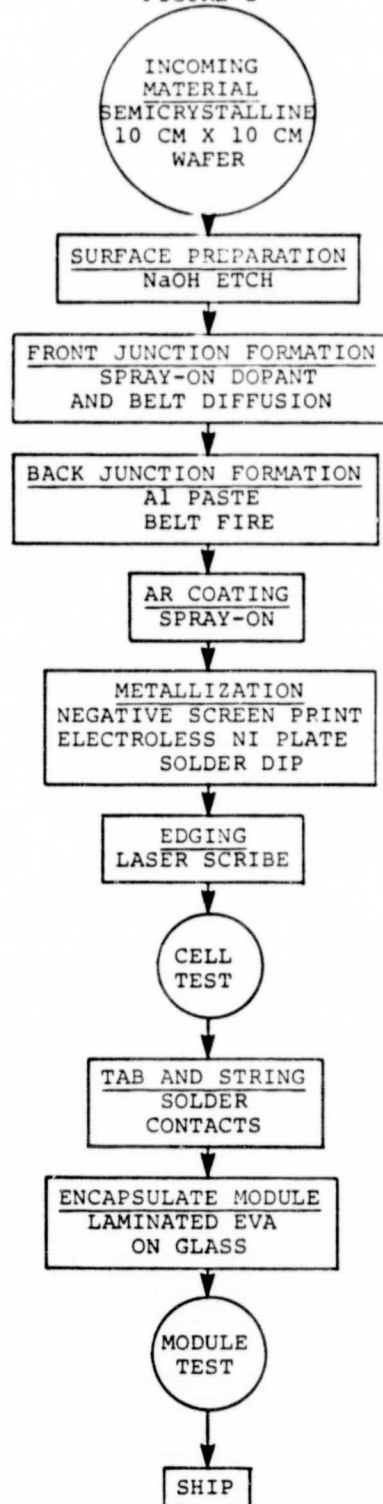 INCOMING
MATERIAL
SEMICRYSTALLINE
10 CM X 10 CM
WAFER
SURFACE PREPARATION
NaOH ETCH
FRONT JUNCTION FORMATION
SPRAY-ON DOPANT
AND BELT DIFFUSION
BACK JUNCTION FORMATION
Al PASTE
BELT FIRE
AR COATING
SPRAY-ON
METALLIZATION
NEGATIVE SCREEN PRINT
ELECTROLESS NI PLATE
SOLDER DIP
EDGING
LASER SCRIBE
CELL
TEST
TAB AND STRING
SOLDER
CONTACTS
ENCAPSULATE MODULE
LAMINATED EVA
ON GLASS
MODULE
TEST
SHIP